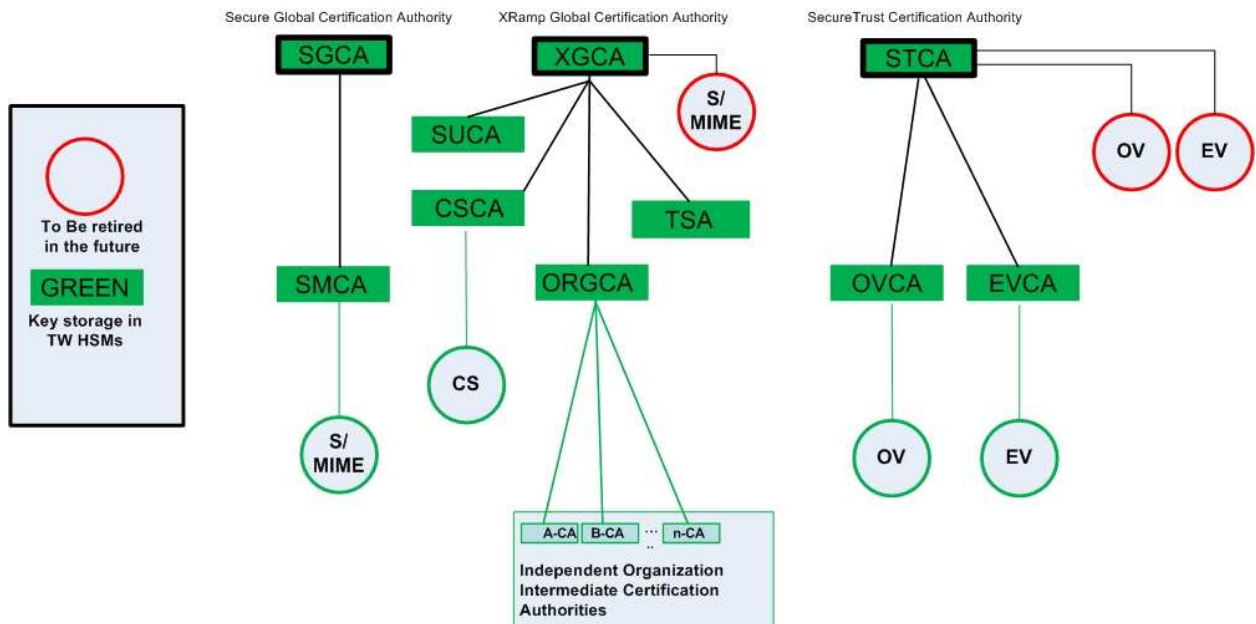 Secure Global Certification Authority
XRamp Global Certification Authority
SecureTrust Certification Authority
SGCA
XGCA
STCA
S/
MIME
SUCA
OV
EV
CSCA
TSA
To Be retired
in the future
GREEN
Key storage in
TW HSMs
SMCA
ORGCA
OVCA
EVCA
CS
S/
MIME
OV
EV
A-CA
B-CA
...
..
n-CA
Independent Organization
Intermediate Certification
Authorities